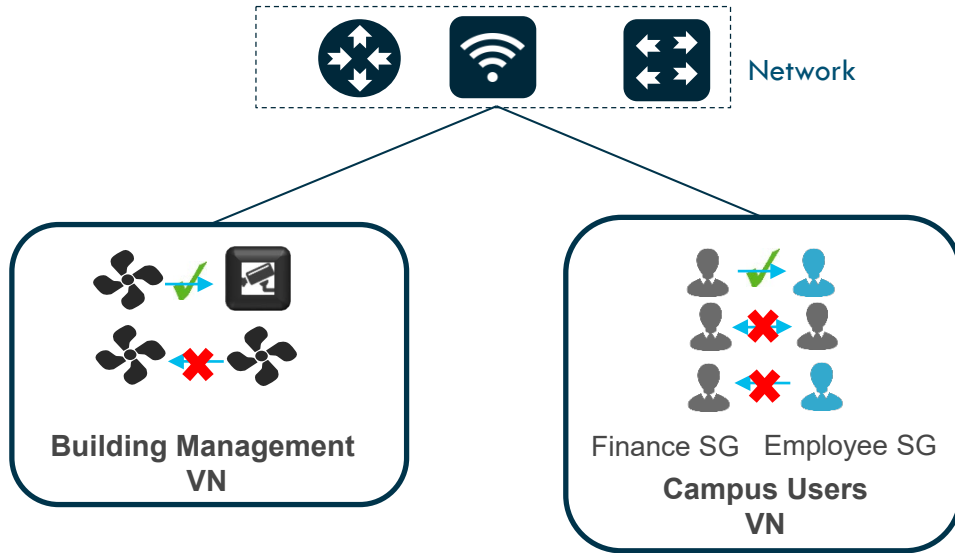 Network
Building Management
VN
Finance SG
Employee SG
Campus Users
VN